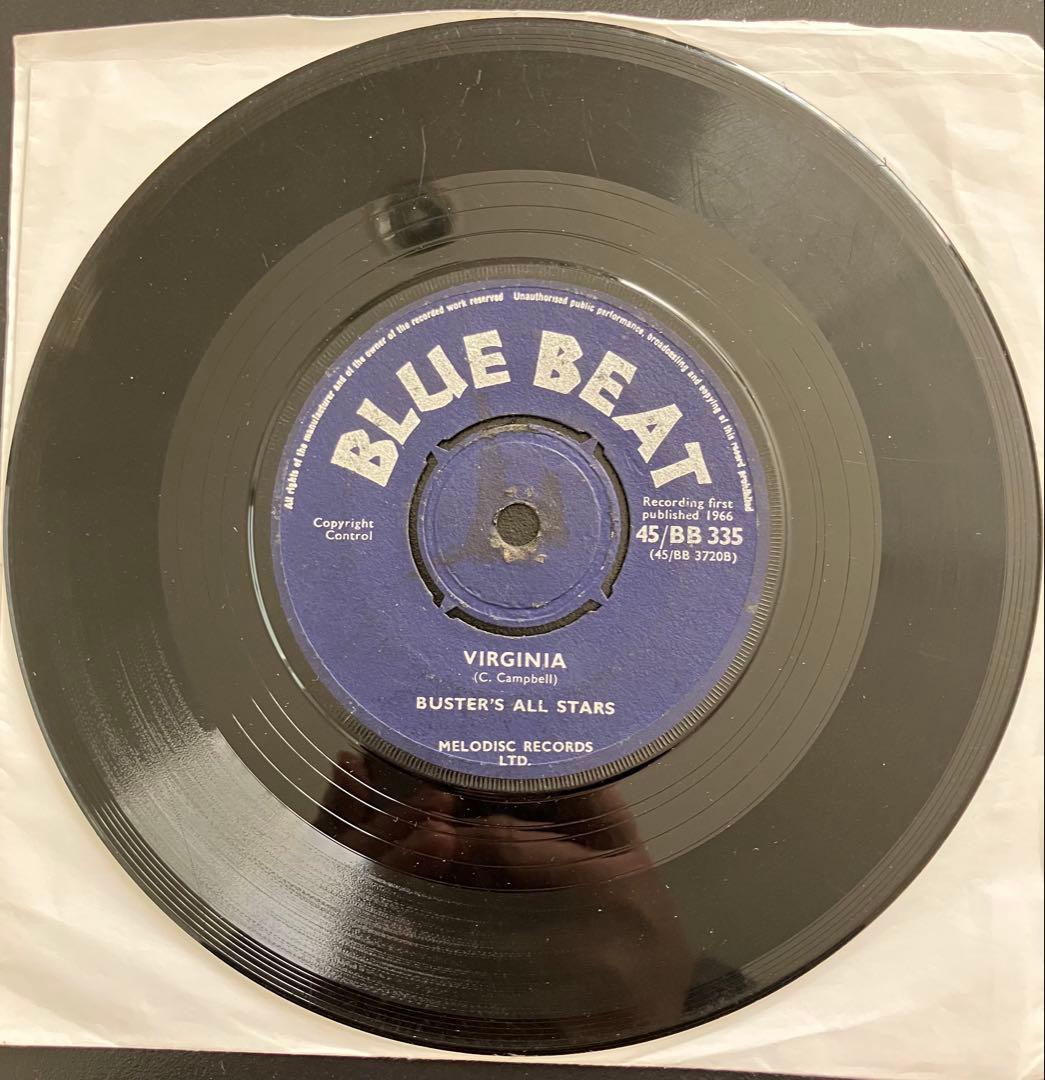 All rights of the manufacturer and of the owner of the recorded work reserved Unauthorised public performance, broadcasting and copying of this record prohibited
BLUE BEAT
Copyright
Control
Recording first
published 1966
45/BB 335
(45/BB 3720B)
VIRGINIA
(C. Campbell)
BUSTER'S ALL STARS
MELODISC RECORDS
LTD.